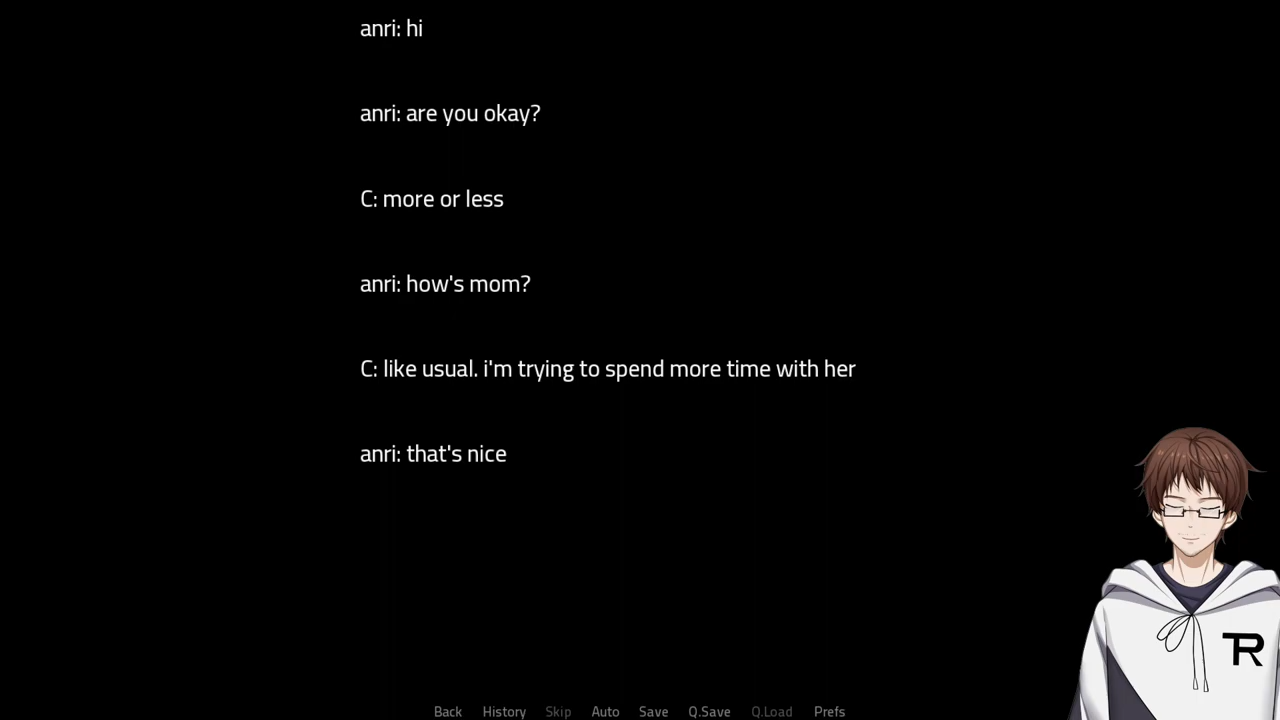 anri: hi
anri: are you okay?
C: more or less
anri: how's mom?
C: like usual. i'm trying to spend more time with her
anri: that's nice
TR
Back History Skip Auto Save Q.Save Q.Load Prefs